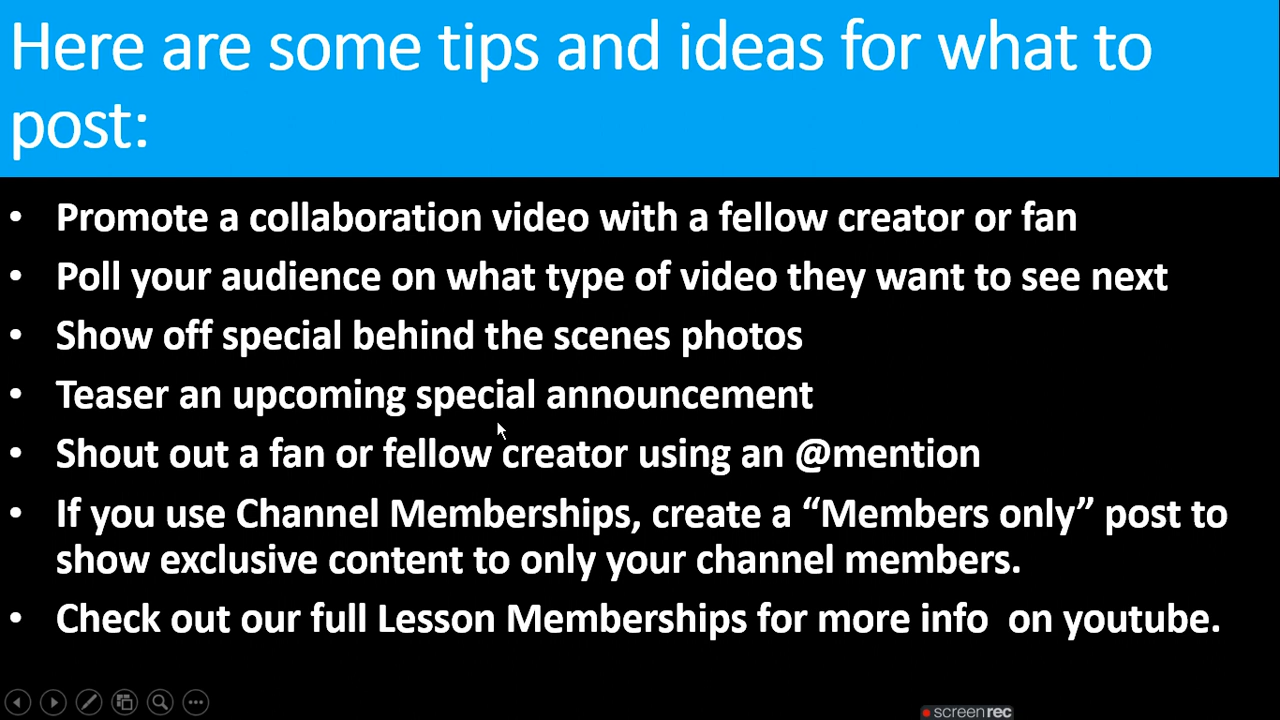 Here are some tips and ideas for what to
post:
• Promote a collaboration video with a fellow creator or fan
• Poll your audience on what type of video they want to see next
• Show off special behind the scenes photos
• Teaser an upcoming special announcement
• Shout out a fan or fellow creator using an @mention
• If you use Channel Memberships, create a “Members only” post to
show exclusive content to only your channel members.
• Check out our full Lesson Memberships for more info  on youtube.
screenrec